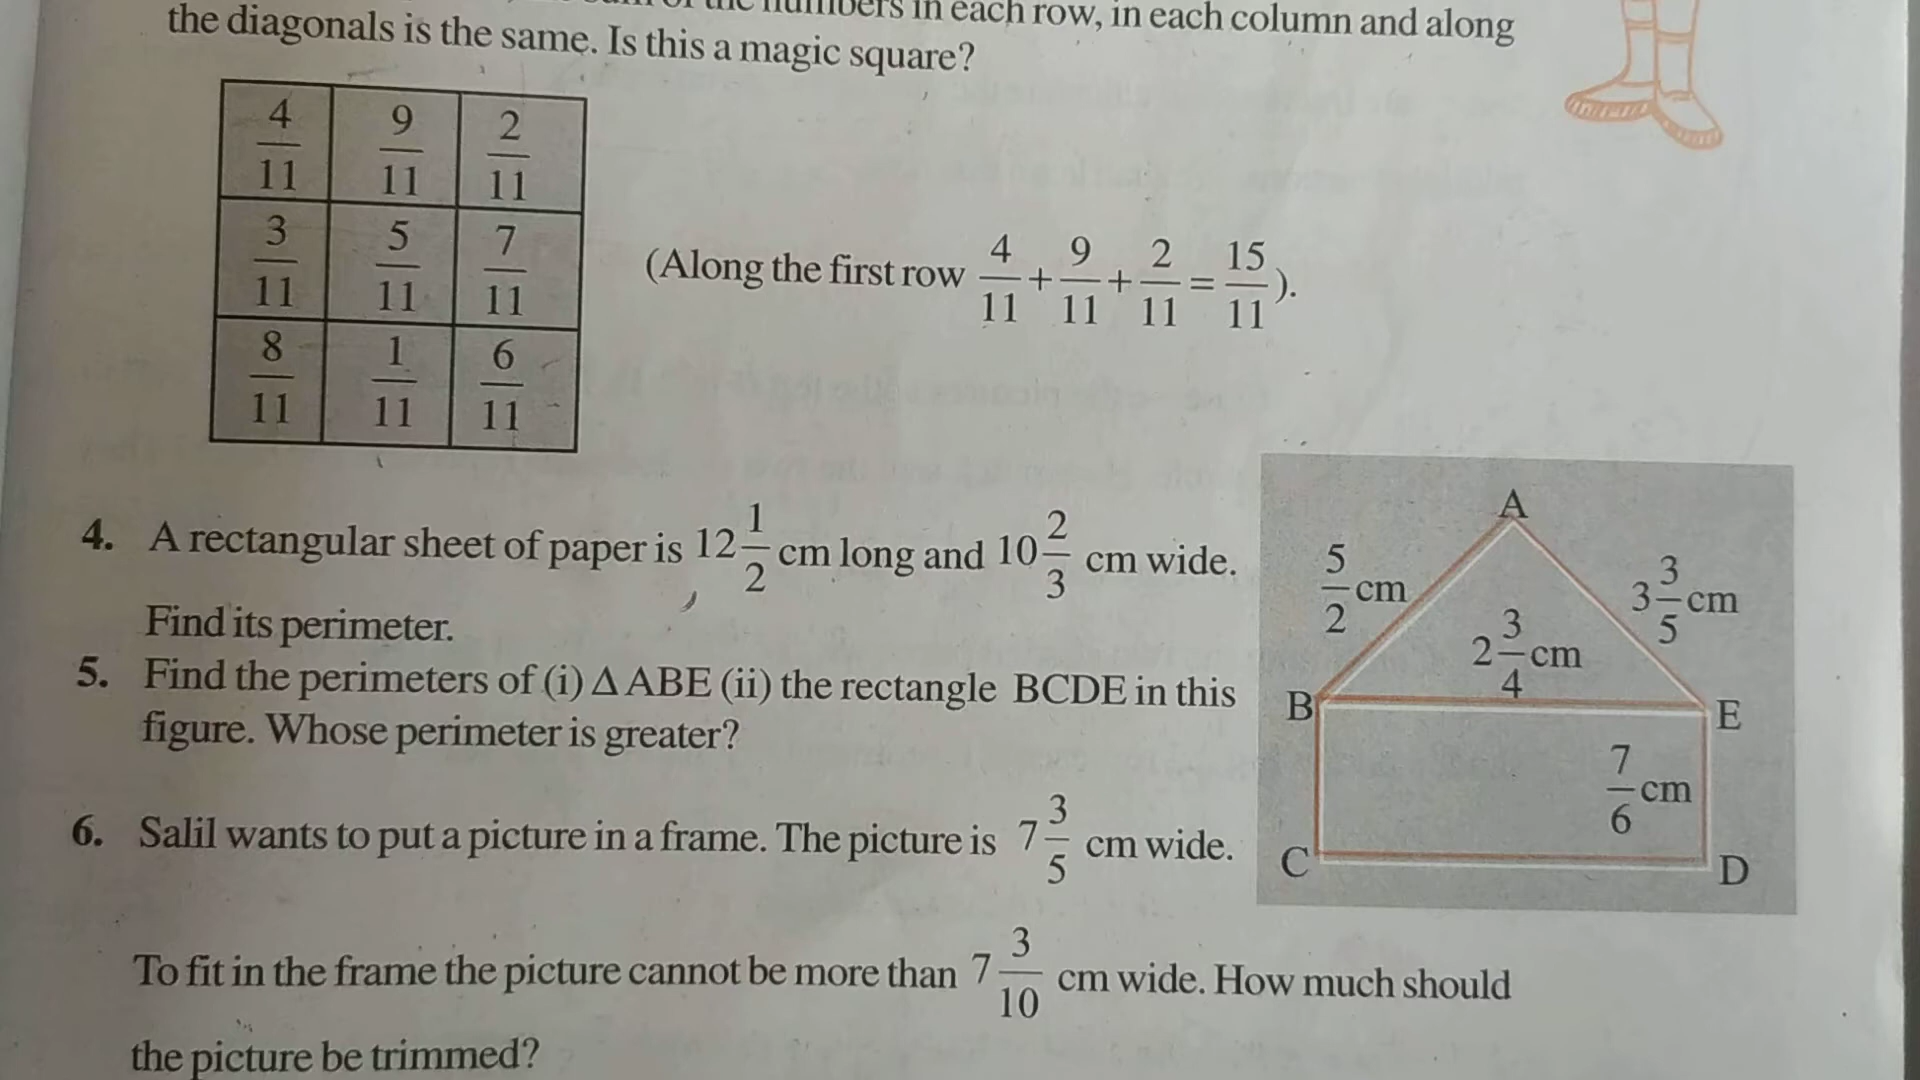 of the numbers in each row, in each column and along
the diagonals is the same. Is this a magic square?
4/11 9/11 2/11
3/11 5/11 7/11
8/11 1/11 6/11
(Along the first row 4/11 + 9/11 + 2/11 = 15/11).
4. A rectangular sheet of paper is 12 1/2 cm long and 10 2/3 cm wide.
Find its perimeter.
5. Find the perimeters of (i) Δ ABE (ii) the rectangle BCDE in this
figure. Whose perimeter is greater?
6. Salil wants to put a picture in a frame. The picture is 7 3/5 cm wide.
To fit in the frame the picture cannot be more than 7 3/10 cm wide. How much should
the picture be trimmed?
A
5/2 cm
3 3/5 cm
2 3/4 cm
B
E
7/6 cm
C
D